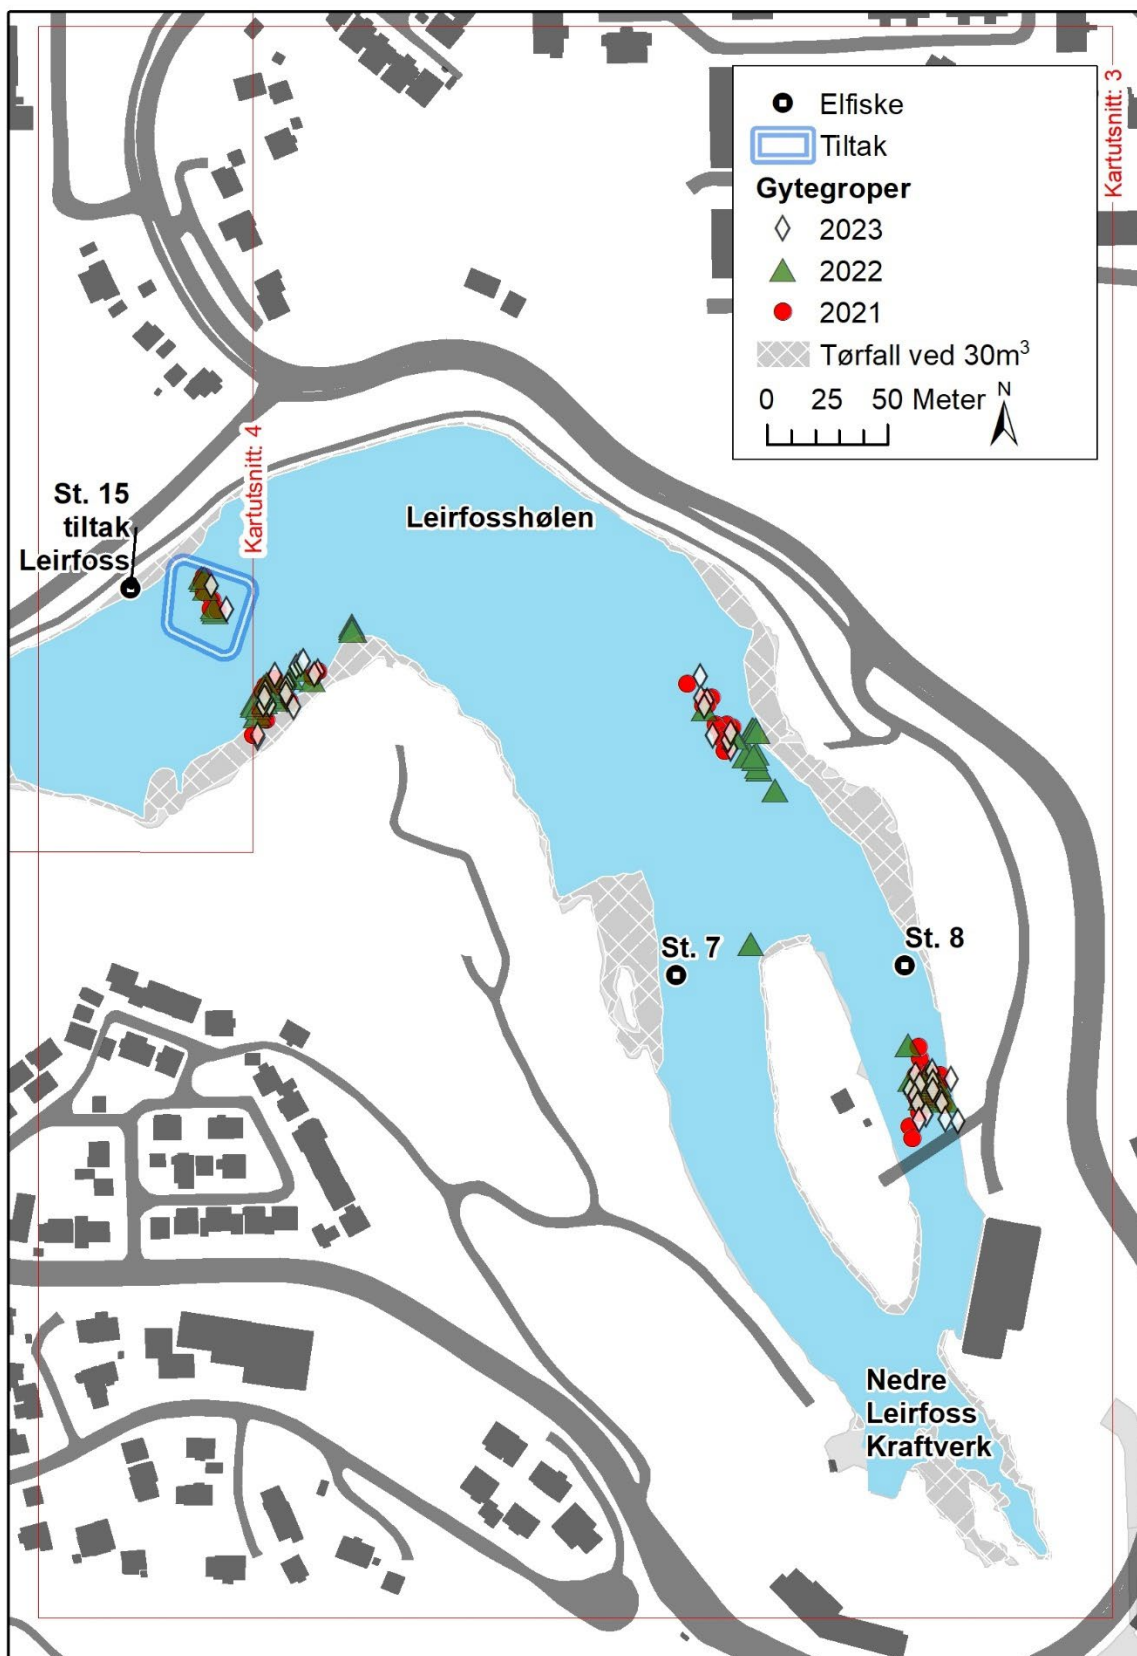 Elfiske
Tiltak
Gytegroper
2023
2022
2021
Tørfall ved 30m³
0 25 50 Meter
N
Kartutsnitt: 3
Kartutsnitt: 4
St. 15
tiltak
Leirfoss
Leirfosshølen
St. 7
St. 8
Nedre
Leirfoss
Kraftverk